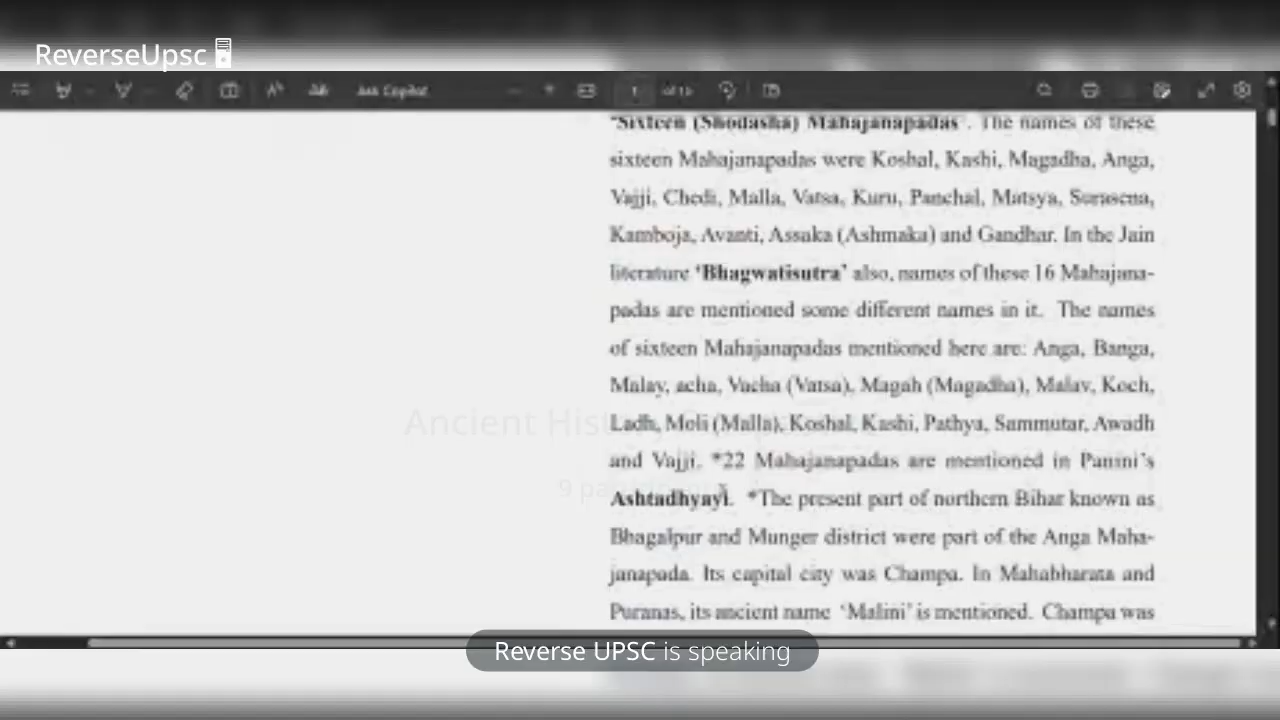 ReverseUpsc
Ask Copilot
1 of 15
'Sixteen (Shodasha) Mahajanapadas'. The names of these
sixteen Mahajanapadas were Koshal, Kashi, Magadha, Anga,
Vajji, Chedi, Malla, Vatsa, Kuru, Panchal, Matsya, Surasena,
Kamboja, Avanti, Assaka (Ashmaka) and Gandhar. In the Jain
literature 'Bhagwatisutra' also, names of these 16 Mahajana-
padas are mentioned some different names in it. The names
of sixteen Mahajanapadas mentioned here are: Anga, Banga,
Malay, acha, Vacha (Vatsa), Magah (Magadha), Malav, Koch,
Ladh, Moli (Malla), Koshal, Kashi, Pathya, Sammutar, Awadh
and Vajji. *22 Mahajanapadas are mentioned in Panini's
Ashtadhyayi. *The present part of northern Bihar known as
Bhagalpur and Munger district were part of the Anga Maha-
janapada. Its capital city was Champa. In Mahabharata and
Puranas, its ancient name 'Malini' is mentioned. Champa was
Ancient History
Reverse UPSC is speaking